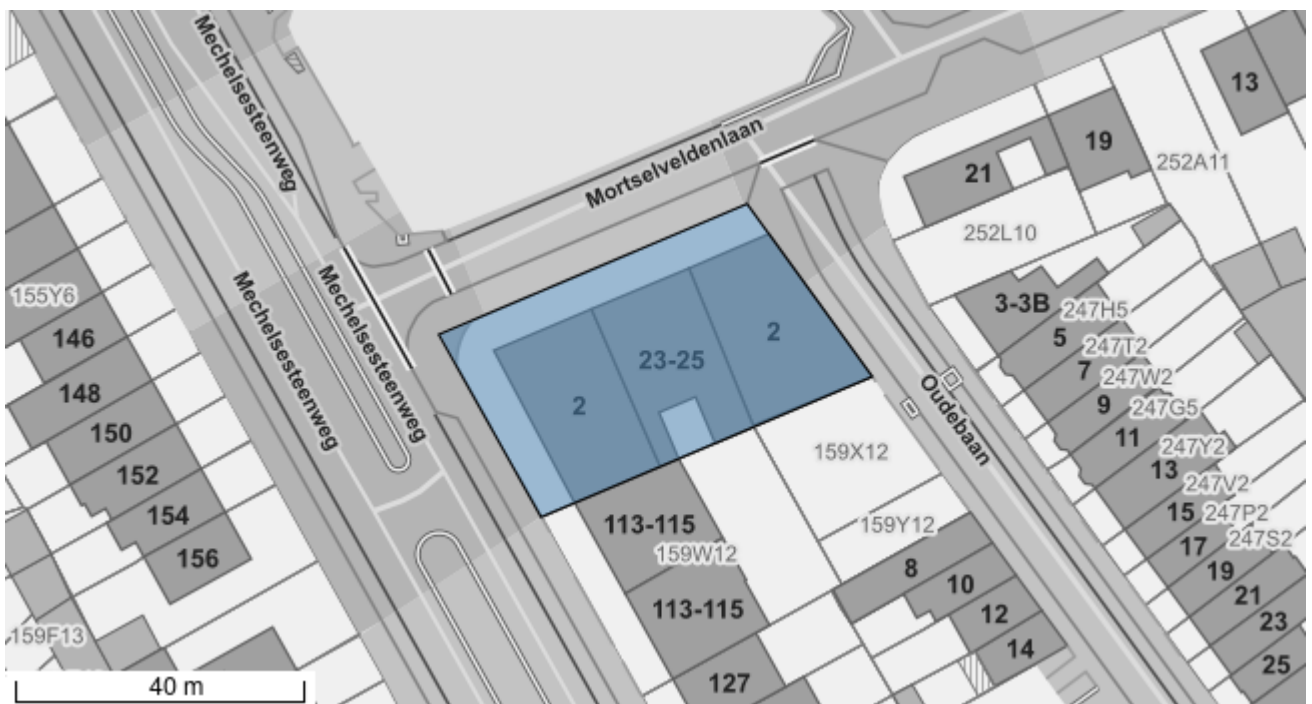 Mechelsesteenweg
Mortselveldenlaan
13
19
21
252A11
252L10
155Y6
146
148
150
152
154
156
Mechelsesteenweg
Mechelsesteenweg
2
23-25
2
Oudebaan
3-3B
247H5
5
247T2
7
247W2
9
247G5
11
247Y2
13
247V2
15
247P2
17
247S2
19
21
23
25
159X12
159Y12
113-115
159W12
113-115
127
8
10
12
14
159F13
40 m